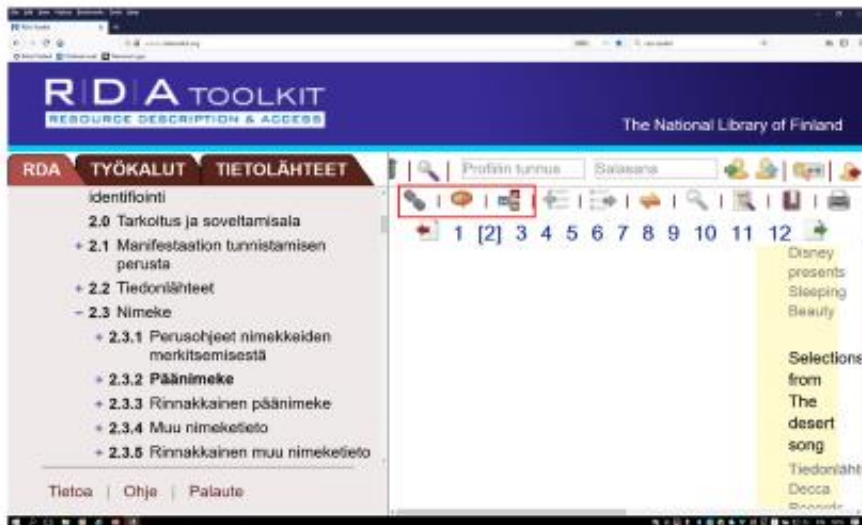 RDA TOOLKIT
RESOURCE DESCRIPTION & ACCESS
The National Library of Finland
RDA TYÖKALUT TIETOLÄHTEET
Profiilin tunnus Salasana
identifiointi
2.0 Tarkoitus ja soveltamisala
+ 2.1 Manifestaation tunnistamisen
perusta
+ 2.2 Tiedonlähteet
− 2.3 Nimeke
+ 2.3.1 Perusohjeet nimekkeiden
merkitsemisestä
+ 2.3.2 Päänimeke
+ 2.3.3 Rinnakkainen päänimeke
+ 2.3.4 Muu nimeketieto
+ 2.3.5 Rinnakkainen muu nimeketieto
Tietoa | Ohje | Palaute
1 [2] 3 4 5 6 7 8 9 10 11 12
Disney
presents
Sleeping
Beauty
Selections
from
The
desert
song
Tiedonläht
Decca
Records